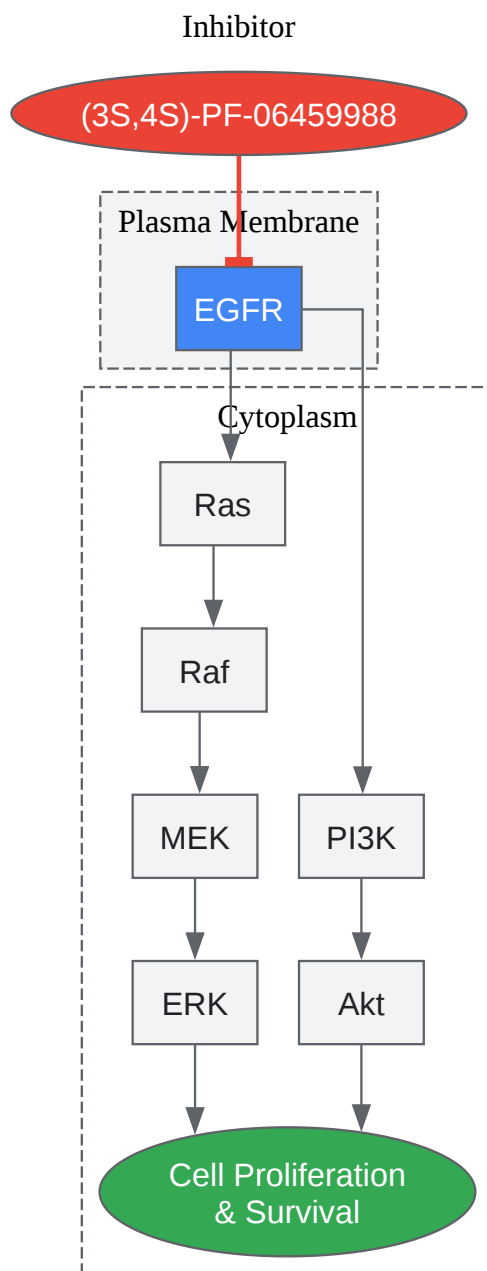 Inhibitor
(3S,4S)-PF-06459988
Plasma Membrane
EGFR
Cytoplasm
Ras
Raf
MEK
PI3K
ERK
Akt
Cell Proliferation
& Survival